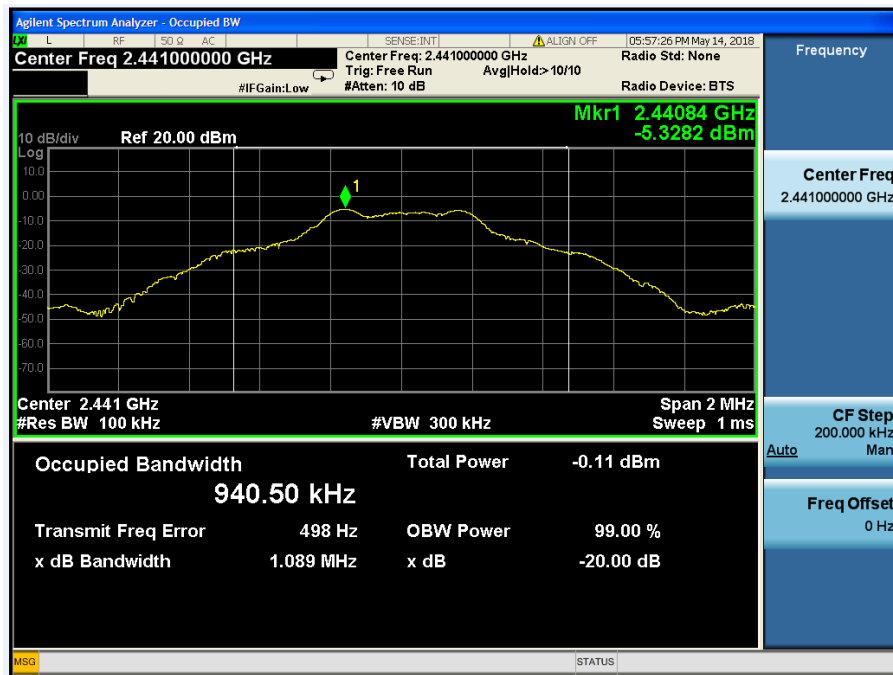 Agilent Spectrum Analyzer - Occupied BW
LXI L RF 50 Ω AC SENSE:INT ALIGN OFF 05:57:26 PM May 14, 2018
Center Freq 2.441000000 GHz
Center Freq: 2.441000000 GHz
Radio Std: None
Trig: Free Run Avg|Hold:>10/10
#IFGain:Low #Atten: 10 dB
Radio Device: BTS
Frequency
Mkr1 2.44084 GHz
-5.3282 dBm
10 dB/div Ref 20.00 dBm
Log
10.0
0.00
-10.0
-20.0
-30.0
-40.0
-50.0
-60.0
-70.0
1
Center 2.441 GHz Span 2 MHz
#Res BW 100 kHz #VBW 300 kHz Sweep 1 ms
Occupied Bandwidth Total Power -0.11 dBm
940.50 kHz
Transmit Freq Error 498 Hz OBW Power 99.00 %
x dB Bandwidth 1.089 MHz x dB -20.00 dB
Center Freq
2.441000000 GHz
CF Step
200.000 kHz
Auto Man
Freq Offset
0 Hz
MSG STATUS